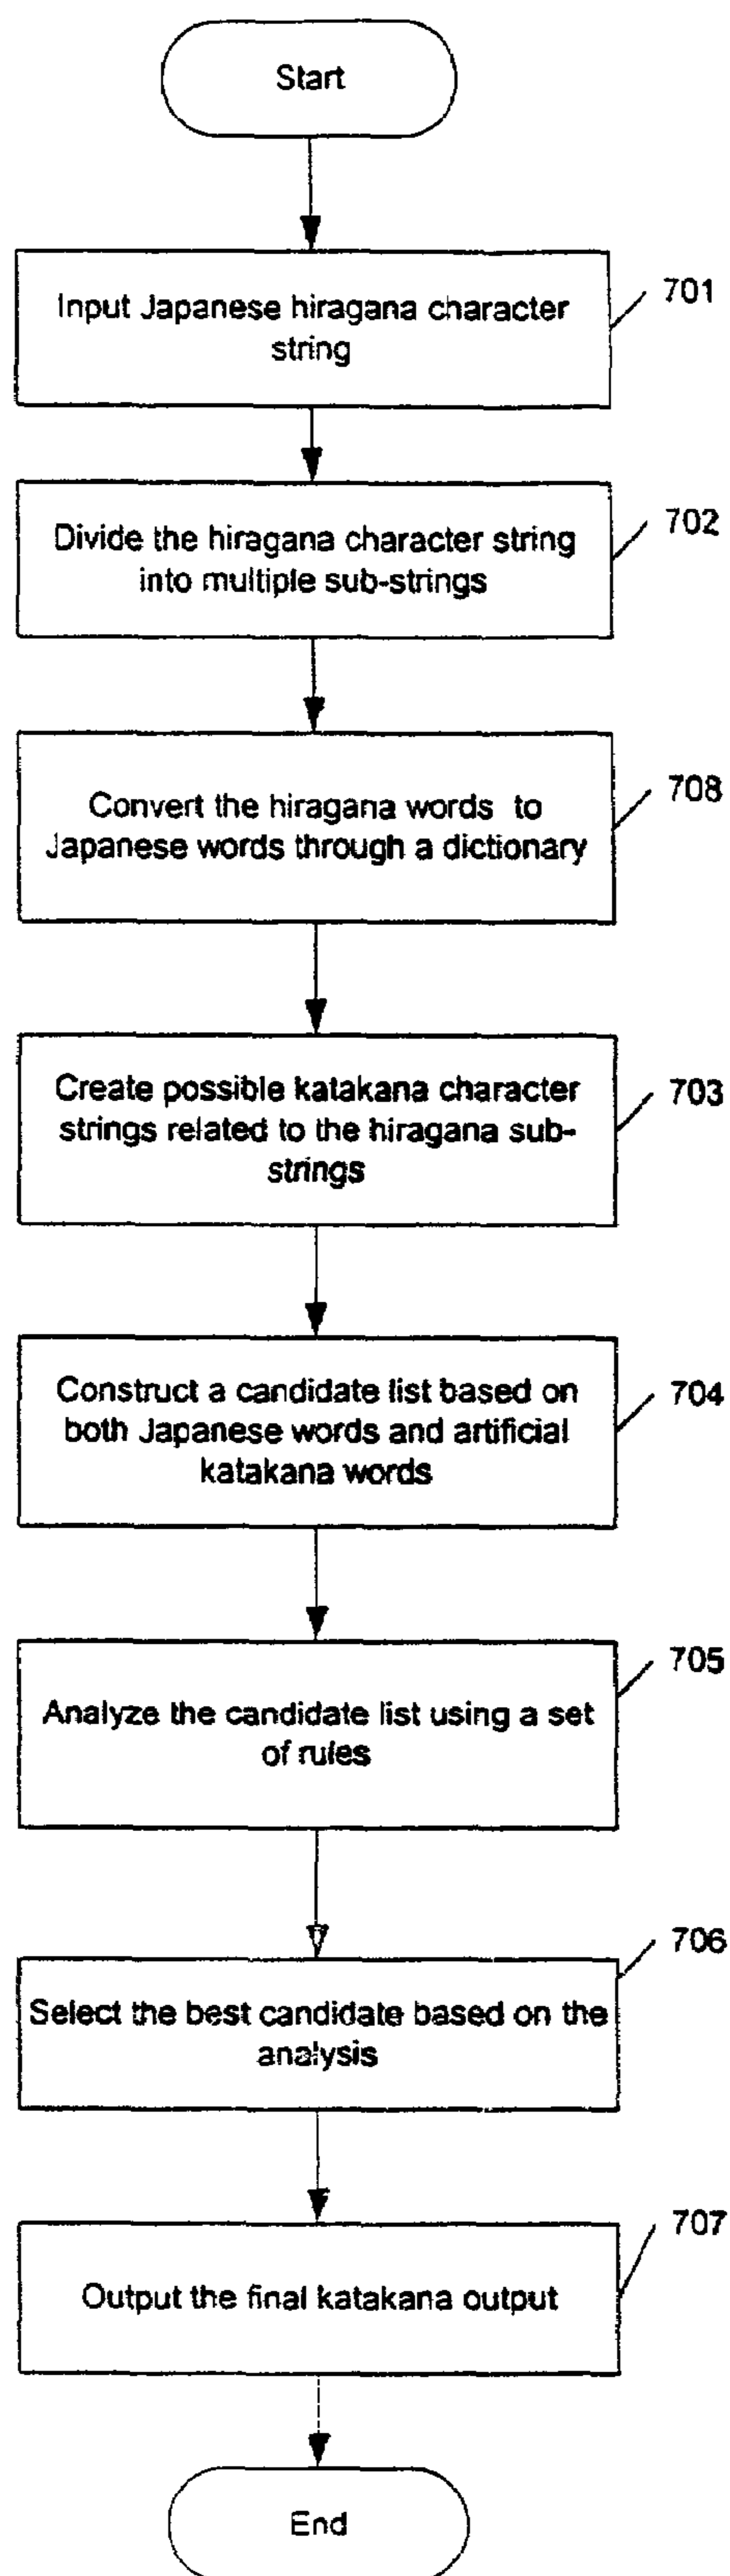 Start
Input Japanese hiragana character
string
701
Divide the hiragana character string
into multiple sub-strings
702
Convert the hiragana words to
Japanese words through a dictionary
708
Create possible katakana character
strings related to the hiragana sub-
strings
703
Construct a candidate list based on
both Japanese words and artificial
katakana words
704
Analyze the candidate list using a set
of rules
705
Select the best candidate based on the
analysis
706
Output the final katakana output
707
End